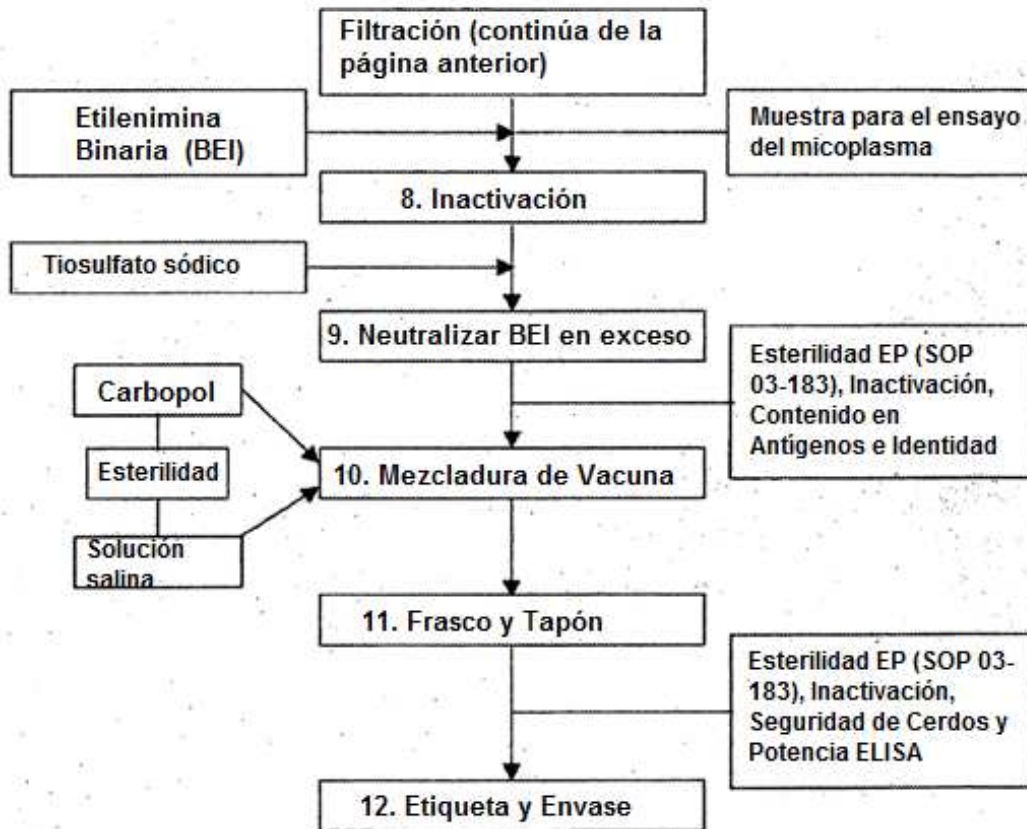 Filtración (continúa de la
página anterior)
Etilenimina
Binaria (BEI)
Muestra para el ensayo
del micoplasma
8. Inactivación
Tiosulfato sódico
9. Neutralizar BEI en exceso
Esterilidad EP (SOP
03-183), Inactivación,
Contenido en
Antígenos e Identidad
Carbopol
Esterilidad
10. Mezcladura de Vacuna
Solución
salina
11. Frasco y Tapón
Esterilidad EP (SOP 03-
183), Inactivación,
Seguridad de Cerdos y
Potencia ELISA
12. Etiqueta y Envase